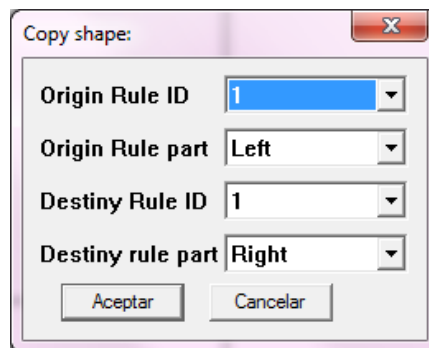 Copy shape:
Origin Rule ID 1
Origin Rule part Left
Destiny Rule ID 1
Destiny rule part Right
Aceptar Cancelar